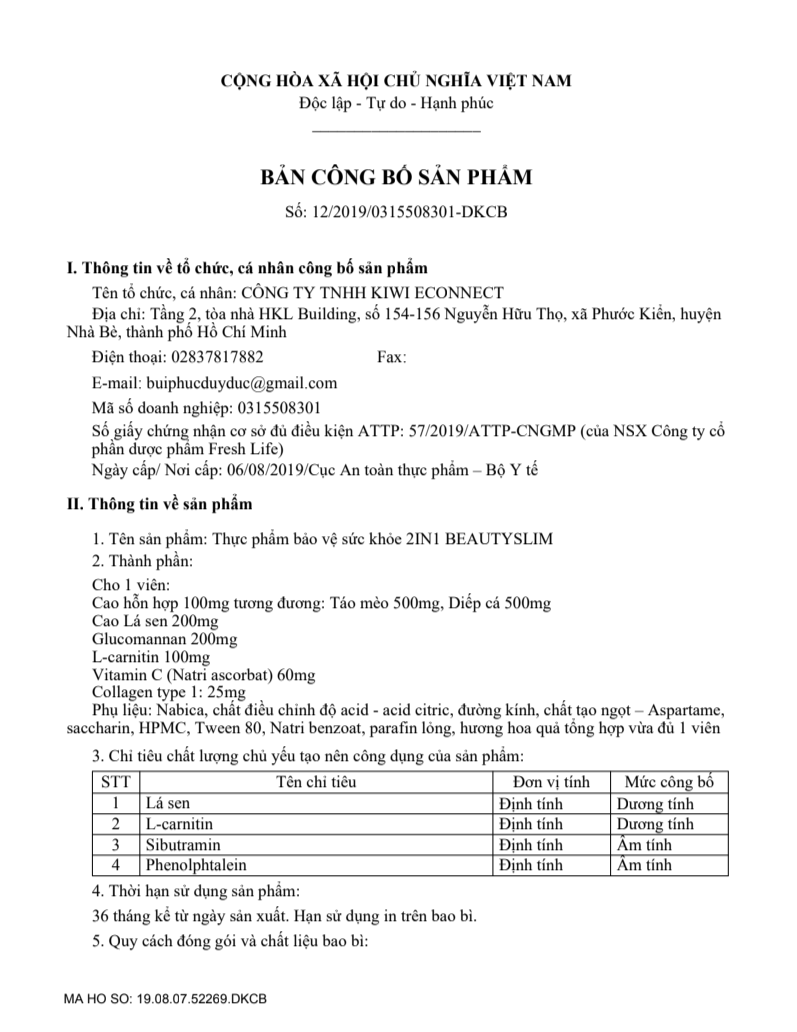 CỘNG HÒA XÃ HỘI CHỦ NGHĨA VIỆT NAM
Độc lập - Tự do - Hạnh phúc
BẢN CÔNG BỐ SẢN PHẨM
Số: 12/2019/0315508301-DKCB
I. Thông tin về tổ chức, cá nhân công bố sản phẩm
Tên tổ chức, cá nhân: CÔNG TY TNHH KIWI ECONNECT
Địa chỉ: Tầng 2, tòa nhà HKL Building, số 154-156 Nguyễn Hữu Thọ, xã Phước Kiển, huyện
Nhà Bè, thành phố Hồ Chí Minh
Điện thoại: 02837817882 Fax:
E-mail: buiphucduyduc@gmail.com
Mã số doanh nghiệp: 0315508301
Số giấy chứng nhận cơ sở đủ điều kiện ATTP: 57/2019/ATTP-CNGMP (của NSX Công ty cổ
phần dược phẩm Fresh Life)
Ngày cấp/ Nơi cấp: 06/08/2019/Cục An toàn thực phẩm – Bộ Y tế
II. Thông tin về sản phẩm
1. Tên sản phẩm: Thực phẩm bảo vệ sức khỏe 2IN1 BEAUTYSLIM
2. Thành phần:
Cho 1 viên:
Cao hỗn hợp 100mg tương đương: Táo mèo 500mg, Diếp cá 500mg
Cao Lá sen 200mg
Glucomannan 200mg
L-carnitin 100mg
Vitamin C (Natri ascorbat) 60mg
Collagen type 1: 25mg
Phụ liệu: Nabica, chất điều chỉnh độ acid - acid citric, đường kính, chất tạo ngọt – Aspartame,
saccharin, HPMC, Tween 80, Natri benzoat, parafin lỏng, hương hoa quả tổng hợp vừa đủ 1 viên
3. Chỉ tiêu chất lượng chủ yếu tạo nên công dụng của sản phẩm:
STT Tên chỉ tiêu Đơn vị tính Mức công bố
1 Lá sen Định tính Dương tính
2 L-carnitin Định tính Dương tính
3 Sibutramin Định tính Âm tính
4 Phenolphtalein Định tính Âm tính
4. Thời hạn sử dụng sản phẩm:
36 tháng kể từ ngày sản xuất. Hạn sử dụng in trên bao bì.
5. Quy cách đóng gói và chất liệu bao bì:
MA HO SO: 19.08.07.52269.DKCB